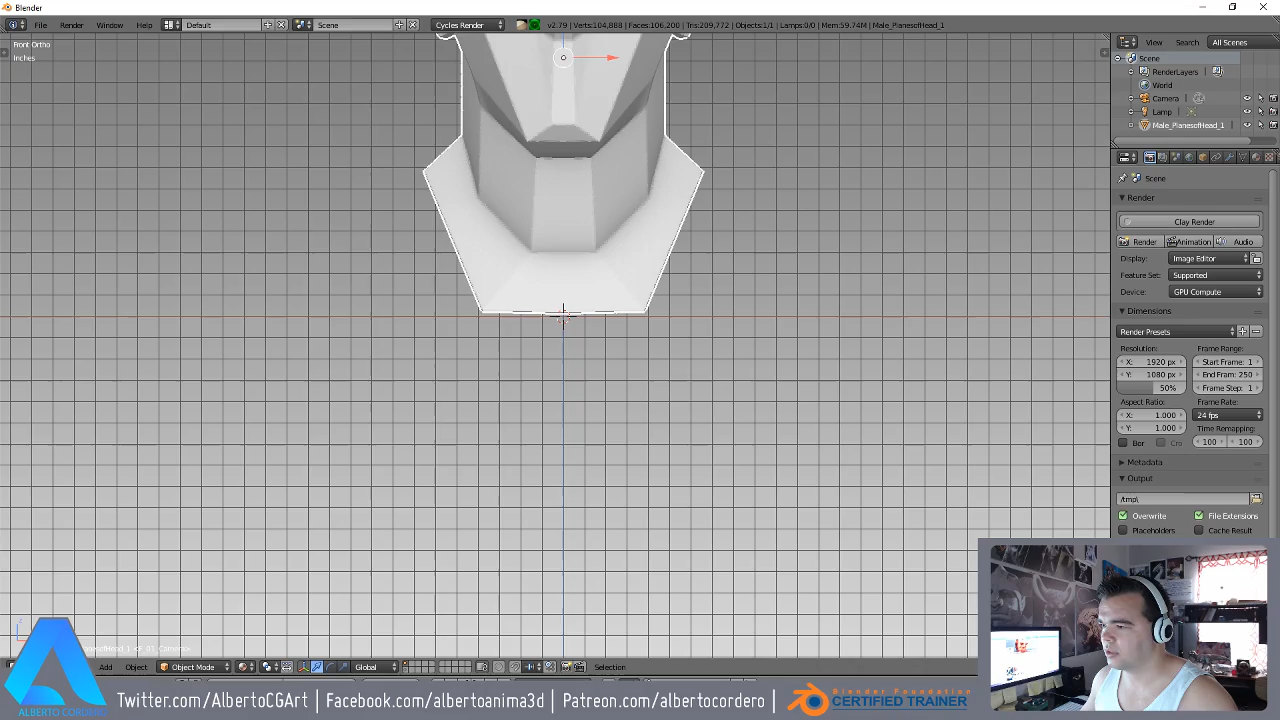 Blender
File Render Window Help Default Scene Cycles Render v2.79 | Verts:104,888 | Faces:106,200 | Tris:209,772 | Objects:1/1 | Lamps:0/0 | Mem:59.74M | Male_PlanesofHead_1
View Search All Scenes
Front Ortho
Inches
Scene
RenderLayers
World
Camera
Lamp
Male_PlanesofHead_1
Scene
Render
Clay Render
Render Animation Audio
Display: Image Editor
Feature Set: Supported
Device: GPU Compute
Dimensions
Render Presets
Resolution: Frame Range:
X: 1920 px Start Frame: 1
Y: 1080 px End Fram: 250
50% Frame Step: 1
Aspect Ratio: Frame Rate:
X: 1.000 24 fps
Y: 1.000 Time Remapping:
Bor Cro 100 100
Metadata
Output
/tmp\
Overwrite File Extensions
Placeholders Cache Result
Add Object Object Mode Global Selection
ALBERTO CORDERO
Twitter.com/AlbertoCGArt | Facebook.com/albertoanima3d | Patreon.com/albertocordero |
Blender Foundation
CERTIFIED TRAINER